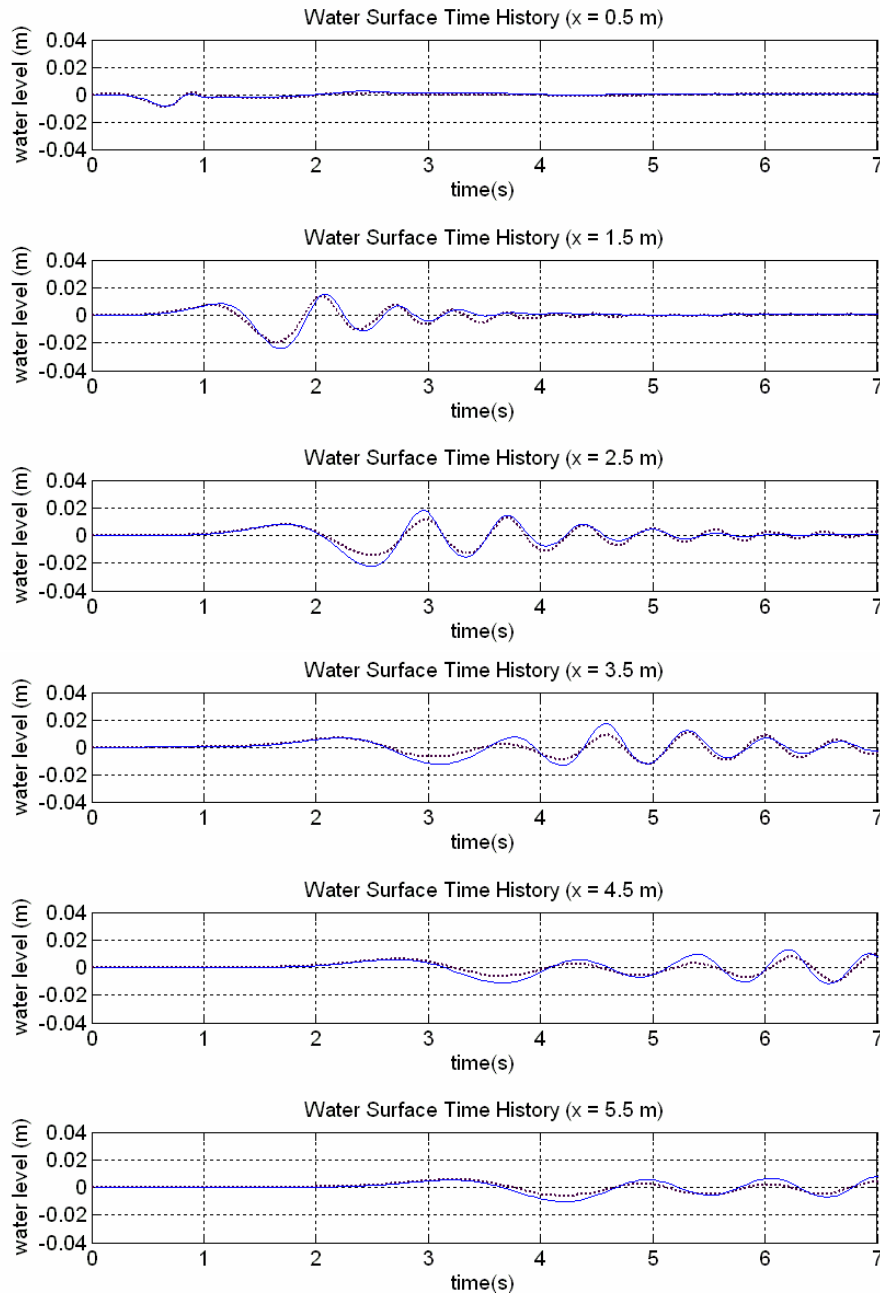 Water Surface Time History (x = 0.5 m)
water level (m)
0.04
0.02
0
-0.02
-0.04
0 1 2 3 4 5 6 7
time(s)
Water Surface Time History (x = 1.5 m)
water level (m)
0.04
0.02
0
-0.02
-0.04
0 1 2 3 4 5 6 7
time(s)
Water Surface Time History (x = 2.5 m)
water level (m)
0.04
0.02
0
-0.02
-0.04
0 1 2 3 4 5 6 7
time(s)
Water Surface Time History (x = 3.5 m)
water level (m)
0.04
0.02
0
-0.02
-0.04
0 1 2 3 4 5 6 7
time(s)
Water Surface Time History (x = 4.5 m)
water level (m)
0.04
0.02
0
-0.02
-0.04
0 1 2 3 4 5 6 7
time(s)
Water Surface Time History (x = 5.5 m)
water level (m)
0.04
0.02
0
-0.02
-0.04
0 1 2 3 4 5 6 7
time(s)